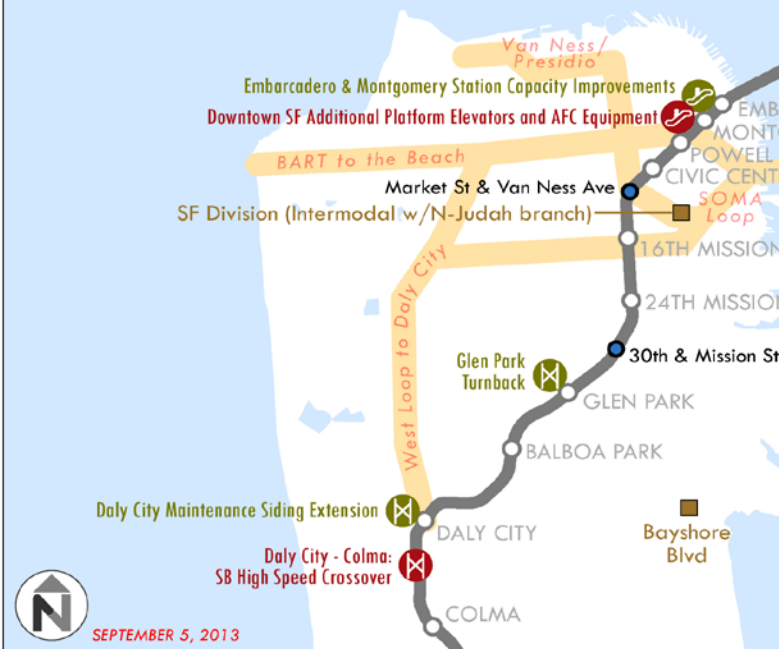 Van Ness/
Presidio
Embarcadero & Montgomery Station Capacity Improvements
EMB
Downtown SF Additional Platform Elevators and AFC Equipment
MONTG
POWELL
BART to the Beach
CIVIC CENT
Market St & Van Ness Ave
SOMA
Loop
SF Division (Intermodal w/N-Judah branch)
16TH MISSION
West Loop to Daly City
24TH MISSIO
30th & Mission St
Glen Park
Turnback
GLEN PARK
BALBOA PARK
Daly City Maintenance Siding Extension
DALY CITY
Bayshore
Blvd
Daly City - Colma:
SB High Speed Crossover
COLMA
N
SEPTEMBER 5, 2013